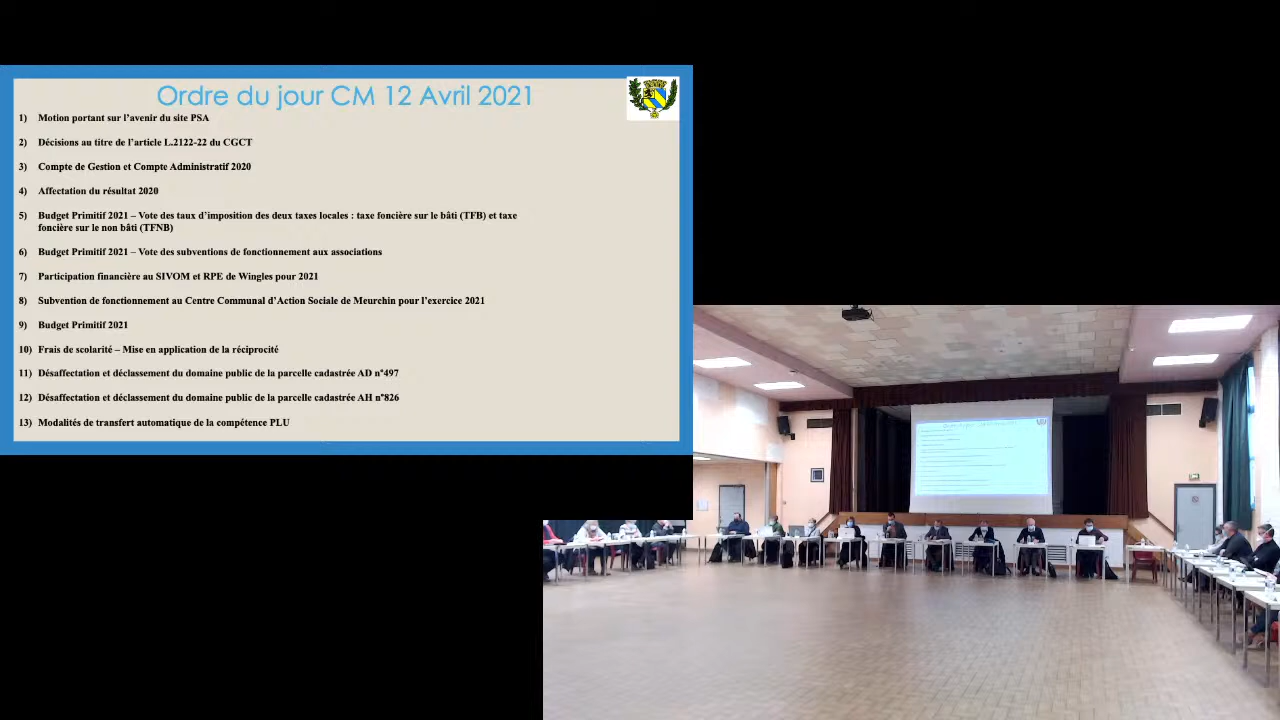 Ordre du jour CM 12 Avril 2021
1) Motion portant sur l'avenir du site PSA
2) Décisions au titre de l'article L.2122-22 du CGCT
3) Compte de Gestion et Compte Administratif 2020
4) Affectation du résultat 2020
5) Budget Primitif 2021 – Vote des taux d'imposition des deux taxes locales : taxe foncière sur le bâti (TFB) et taxe
foncière sur le non bâti (TFNB)
6) Budget Primitif 2021 – Vote des subventions de fonctionnement aux associations
7) Participation financière au SIVOM et RPE de Wingles pour 2021
8) Subvention de fonctionnement au Centre Communal d'Action Sociale de Meurchin pour l'exercice 2021
9) Budget Primitif 2021
10) Frais de scolarité – Mise en application de la réciprocité
11) Désaffectation et déclassement du domaine public de la parcelle cadastrée AD n°497
12) Désaffectation et déclassement du domaine public de la parcelle cadastrée AH n°826
13) Modalités de transfert automatique de la compétence PLU